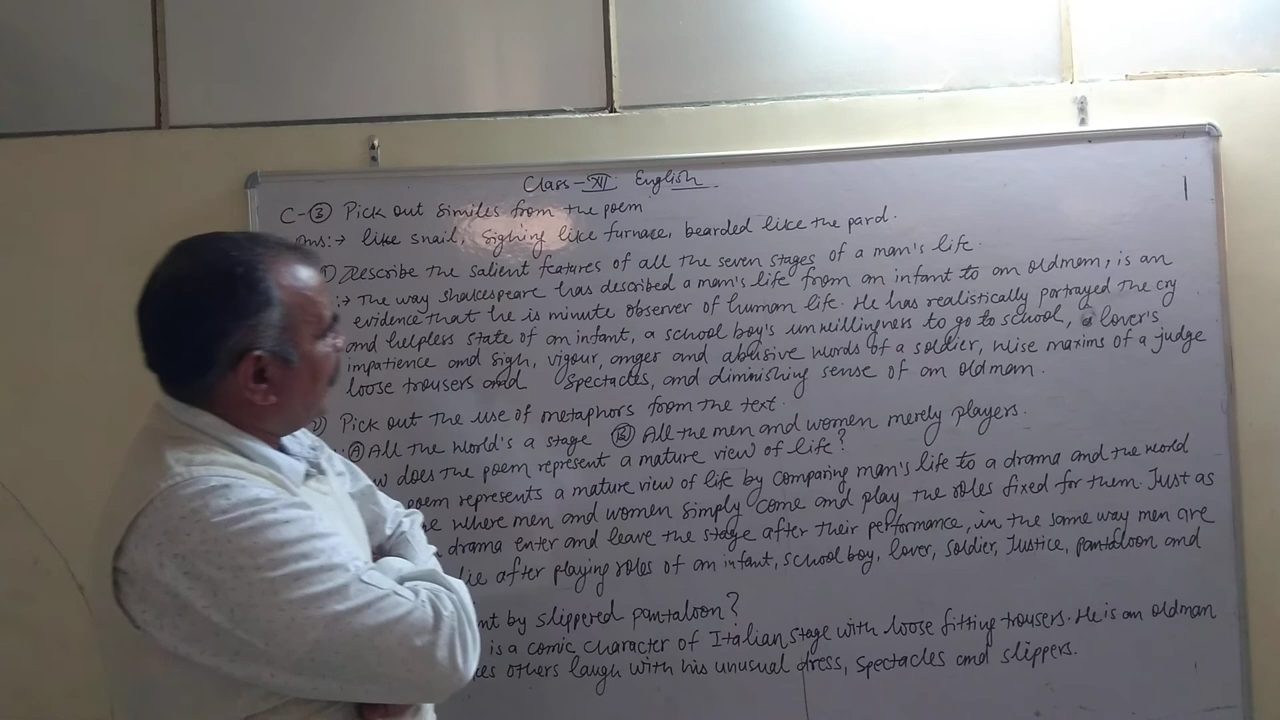 Class-XII English
C-③ Pick out Similes from the poem
Ans:→ like snail, Sighing like furnace, bearded like the pard.
1) Describe the salient features of all the seven stages of a man's life.
:→ The way Shakespeare has described a man's life from an infant to an oldman, is an
evidence that he is minute observer of human life. He has realistically portrayed the cry
and helpless state of an infant, a school boy's unwillingness to go to school, a lover's
impatience and sigh, vigour, anger and abusive words of a soldier, wise maxims of a judge
loose trousers and Spectacles, and diminishing sense of an oldman.
2) Pick out the use of metaphors from the text.
Ⓐ All the world's a stage Ⓑ All the men and women merely players.
does the poem represent a mature view of life?
poem represents a mature view of life by comparing man's life to a drama and the world
where men and women simply come and play the roles fixed for them. Just as
drama enter and leave the stage after their performance, in the same way men are
die after playing roles of an infant, school boy, lover, soldier, Justice, pantaloon and
by slippered pantaloon?
is a comic character of Italian stage with loose fitting trousers. He is an oldman
others laugh with his unusual dress, spectacles and slippers.